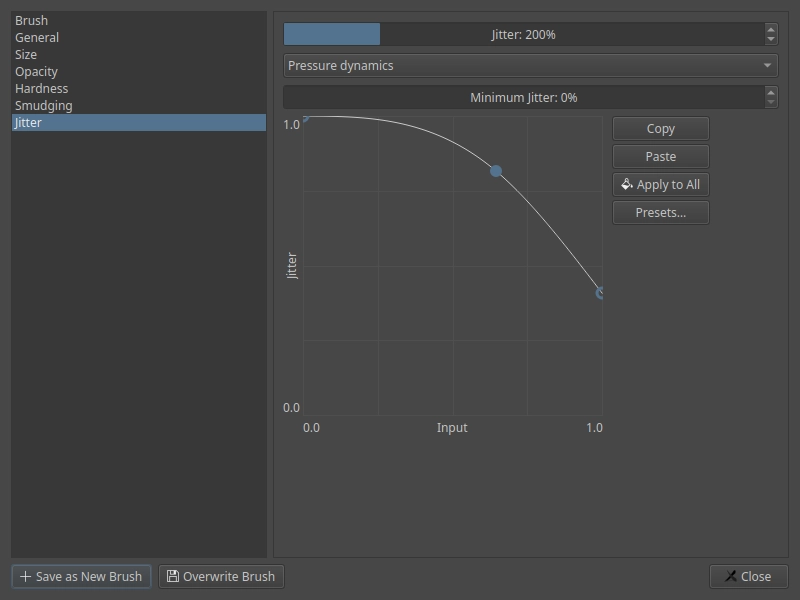 Brush
General
Size
Opacity
Hardness
Smudging
Jitter
Jitter: 200%
Pressure dynamics
Minimum Jitter: 0%
1.0
Jitter
0.0
0.0
Input
1.0
Copy
Paste
Apply to All
Presets...
Save as New Brush
Overwrite Brush
Close